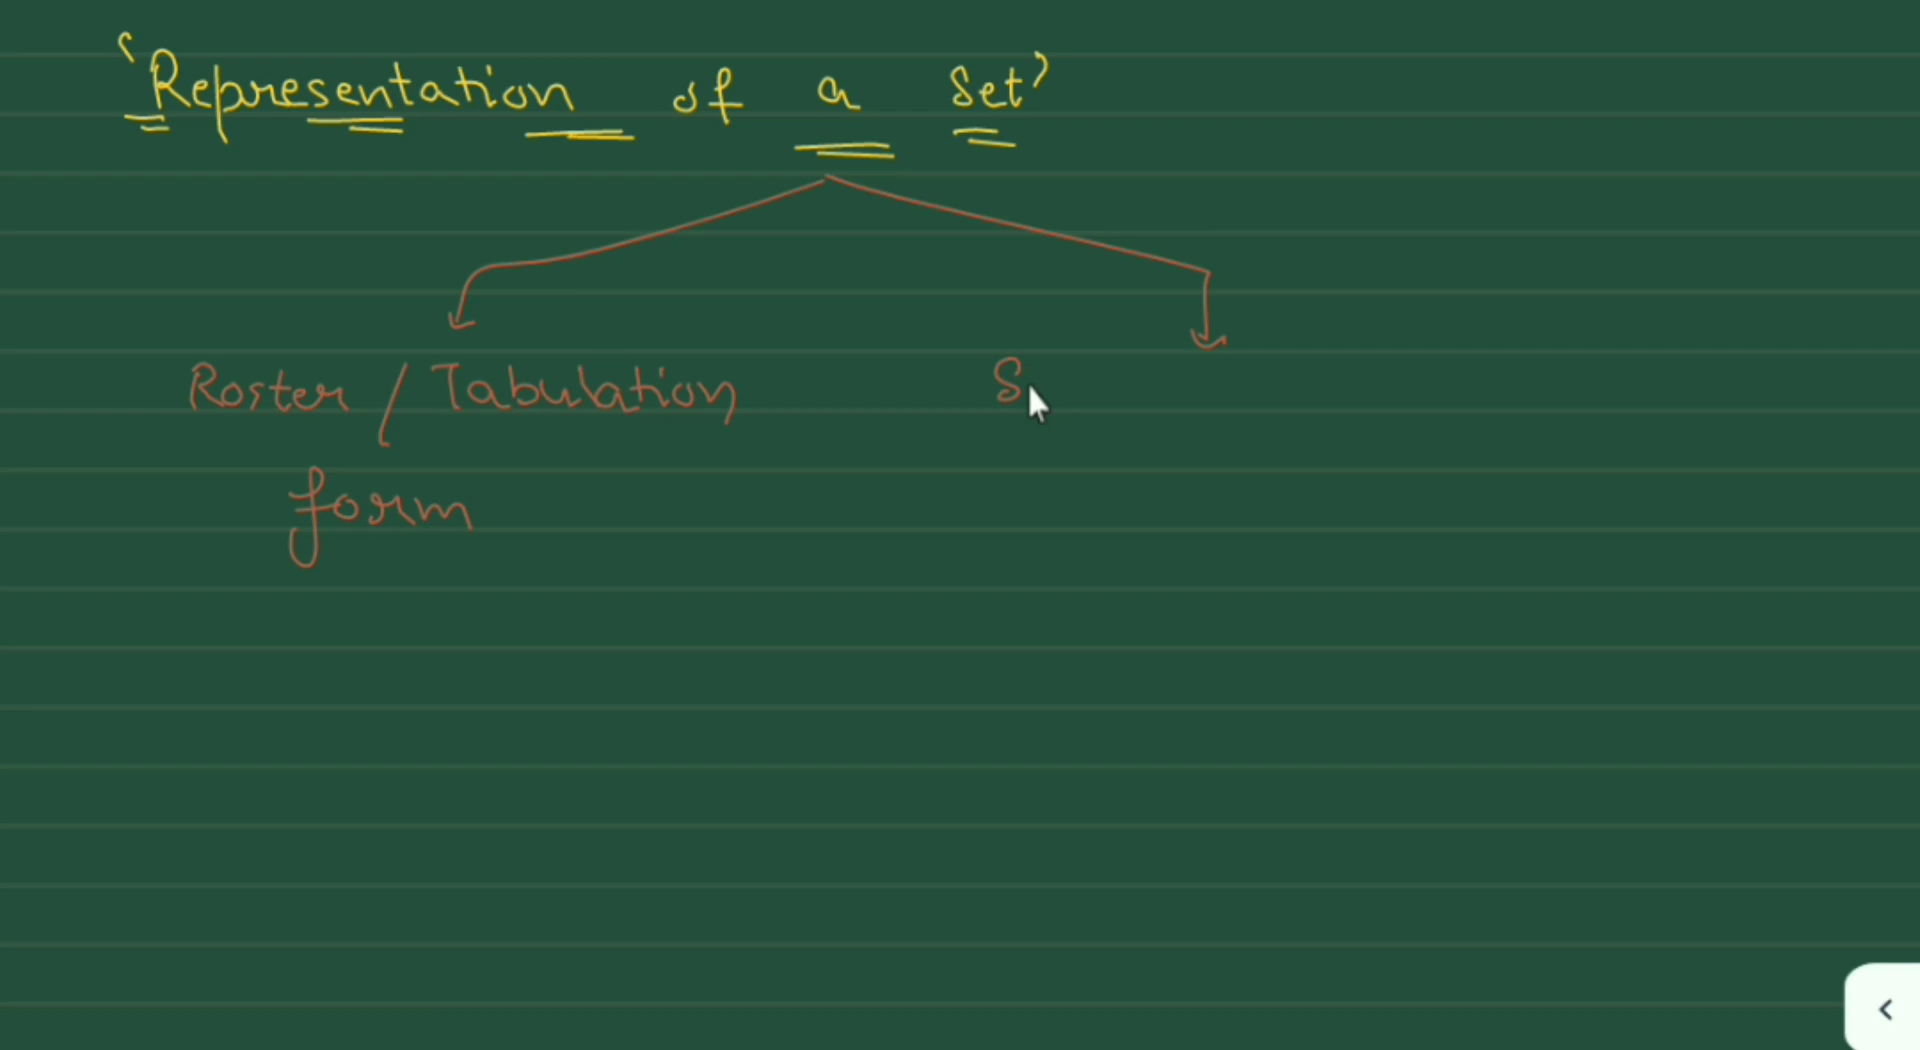 'Representation of a Set'
Roster / Tabulation S
form